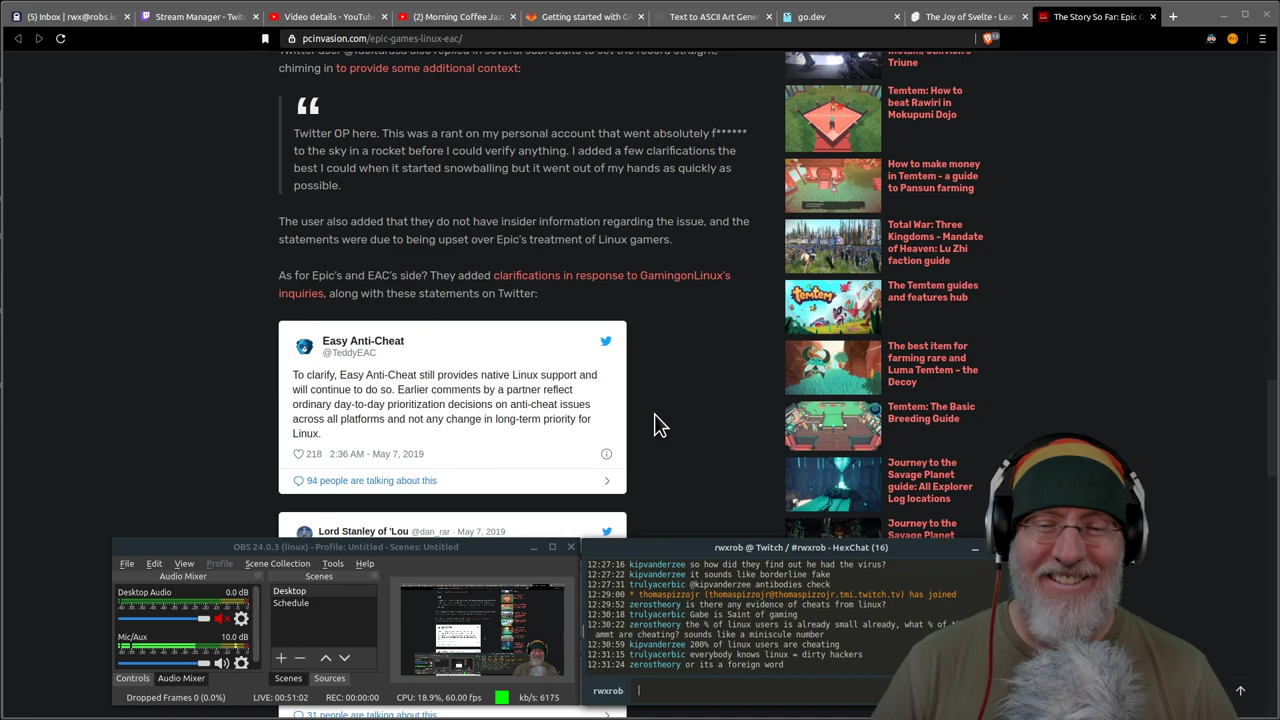 (5) Inbox | rwx@robs.io
Stream Manager - Twitc
Video details - YouTube
(2) Morning Coffee Jaz
Getting started with Gi
Text to ASCII Art Gene
go.dev
The Joy of Svelte - Lea
The Story So Far: Epic G
pcinvasion.com/epic-games-linux-eac/
13
chiming in to provide some additional context:
“
Twitter OP here. This was a rant on my personal account that went absolutely f******
to the sky in a rocket before I could verify anything. I added a few clarifications the
best I could when it started snowballing but it went out of my hands as quickly as
possible.
The user also added that they do not have insider information regarding the issue, and the
statements were due to being upset over Epic's treatment of Linux gamers.
As for Epic's and EAC's side? They added clarifications in response to GamingonLinux's
inquiries, along with these statements on Twitter:
Easy Anti-Cheat
@TeddyEAC
To clarify, Easy Anti-Cheat still provides native Linux support and
will continue to do so. Earlier comments by a partner reflect
ordinary day-to-day prioritization decisions on anti-cheat issues
across all platforms and not any change in long-term priority for
Linux.
218 2:36 AM - May 7, 2019
94 people are talking about this
Lord Stanley of 'Lou @dan_rar · May 7, 2019
31 people are talking about this
Triune
Temtem: How to
beat Rawiri in
Mokupuni Dojo
How to make money
in Temtem - a guide
to Pansun farming
Total War: Three
Kingdoms - Mandate
of Heaven: Lu Zhi
faction guide
Temtem
The Temtem guides
and features hub
The best item for
farming rare and
Luma Temtem – the
Decoy
Temtem: The Basic
Breeding Guide
Journey to the
Savage Planet
guide: All Explorer
Log locations
Journey to the
Savage Planet
OBS 24.0.3 (linux) - Profile: Untitled - Scenes: Untitled
File Edit View Profile Scene Collection Tools Help
Audio Mixer
Desktop Audio 0.0 dB
Mic/Aux 10.0 dB
Controls Audio Mixer
Scenes
Desktop
Schedule
Scenes Sources
Dropped Frames 0 (0.0%) LIVE: 00:51:02 REC: 00:00:00 CPU: 18.9%, 60.00 fps kb/s: 6175
rwxrob @ Twitch / #rwxrob - HexChat (16)
12:27:16 kipvanderzee so how did they find out he had the virus?
12:27:22 kipvanderzee it sounds like borderline fake
12:27:31 trulyacerbic @kipvanderzee antibodies check
12:29:00 * thomaspizzojr (thomaspizzojr@thomaspizzojr.tmi.twitch.tv) has joined
12:29:52 zerostheory is there any evidence of cheats from linux?
12:30:18 trulyacerbic Gabe is Saint of gaming
12:30:22 zerostheory the % of linux users is already small already, what % of
ammt are cheating? sounds like a miniscule number
12:30:59 kipvanderzee 200% of linux users are cheating
12:31:15 trulyacerbic everybody knows linux = dirty hackers
12:31:24 zerostheory or its a foreign word
rwxrob